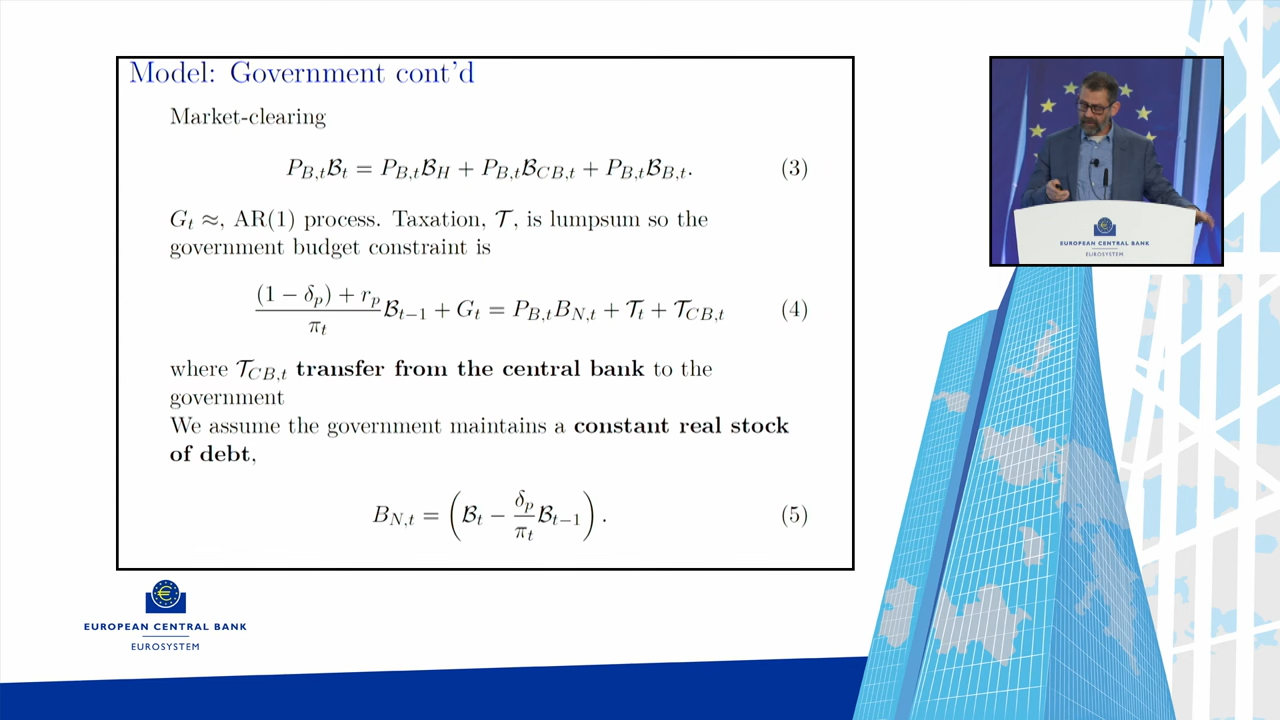 Model: Government cont'd
Market-clearing
P_{B,t}ℬ_t = P_{B,t}ℬ_H + P_{B,t}ℬ_{CB,t} + P_{B,t}ℬ_{B,t}. (3)
G_t ≈, AR(1) process. Taxation, 𝒯, is lumpsum so the
government budget constraint is
\frac{(1 − δ_p) + r_p}{π_t}ℬ_{t−1} + G_t = P_{B,t}B_{N,t} + 𝒯_t + 𝒯_{CB,t} (4)
where 𝒯_{CB,t} transfer from the central bank to the
government
We assume the government maintains a constant real stock
of debt,
B_{N,t} = (ℬ_t − \frac{δ_p}{π_t}ℬ_{t−1}). (5)
EUROPEAN CENTRAL BANK
EUROSYSTEM
EUROPEAN CENTRAL BANK
EUROSYSTEM